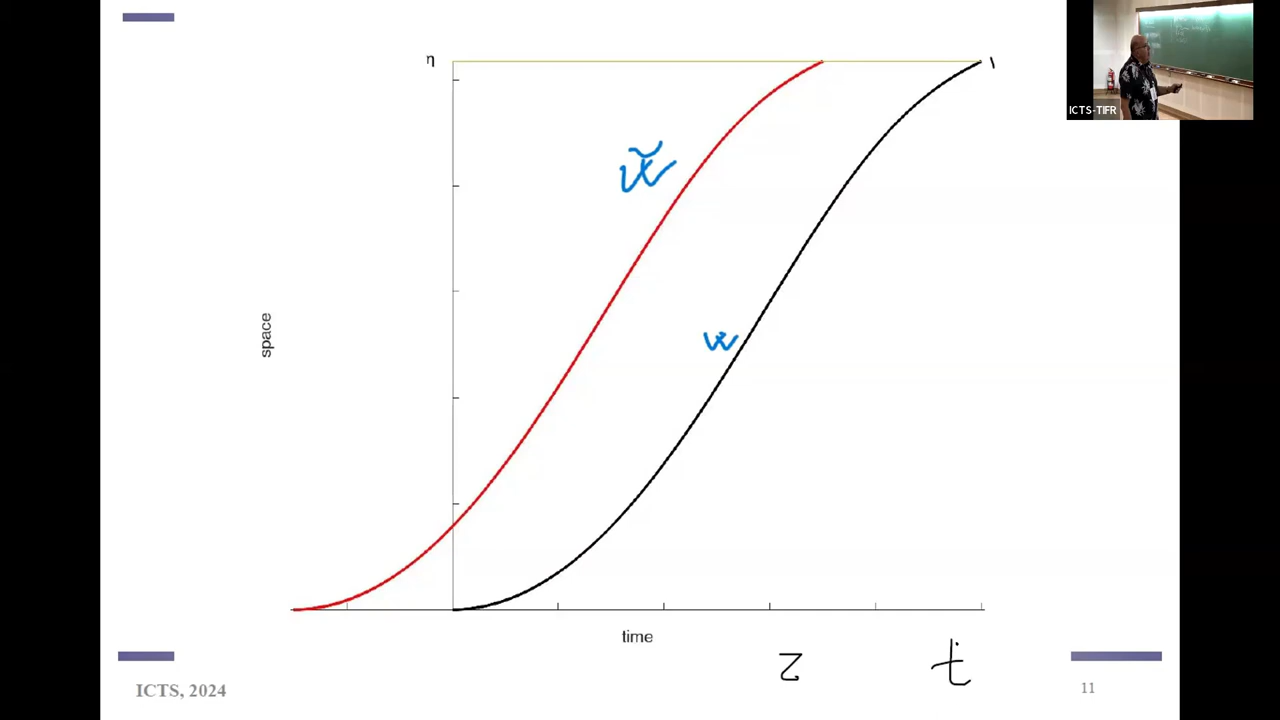 η
ICTS-TIFR
w̃
space
w
time
τ
t
ICTS, 2024
11